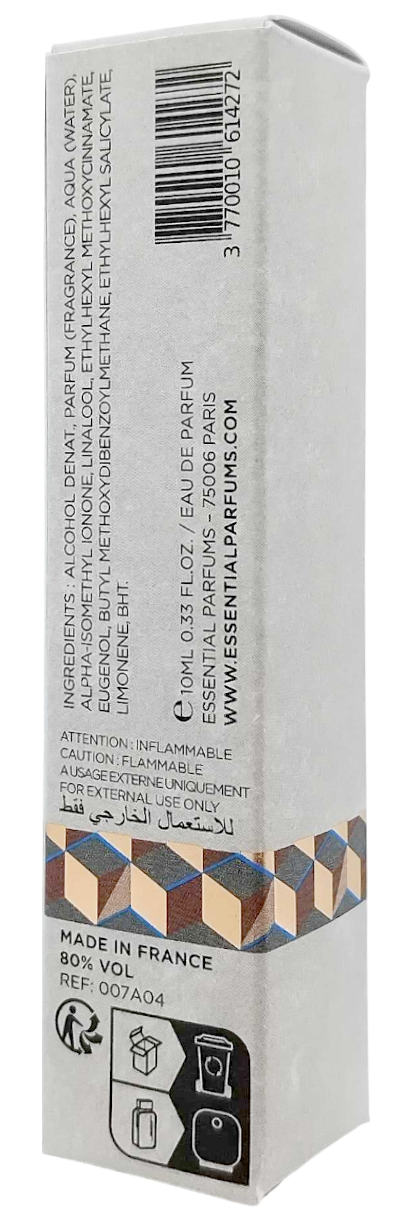 INGREDIENTS : ALCOHOL DENAT., PARFUM (FRAGRANCE), AQUA (WATER),
ALPHA-ISOMETHYL IONONE, LINALOOL, ETHYLHEXYL METHOXYCINNAMATE,
EUGENOL, BUTYL METHOXYDIBENZOYLMETHANE, ETHYLHEXYL SALICYLATE,
LIMONENE, BHT.
3 770010 614272
℮ 10ML 0.33 FL.OZ. / EAU DE PARFUM
ESSENTIAL PARFUMS - 75006 PARIS
WWW.ESSENTIALPARFUMS.COM
ATTENTION : INFLAMMABLE
CAUTION : FLAMMABLE
A USAGE EXTERNE UNIQUEMENT
FOR EXTERNAL USE ONLY
للاستعمال الخارجي فقط
MADE IN FRANCE
80% VOL
REF: 007A04